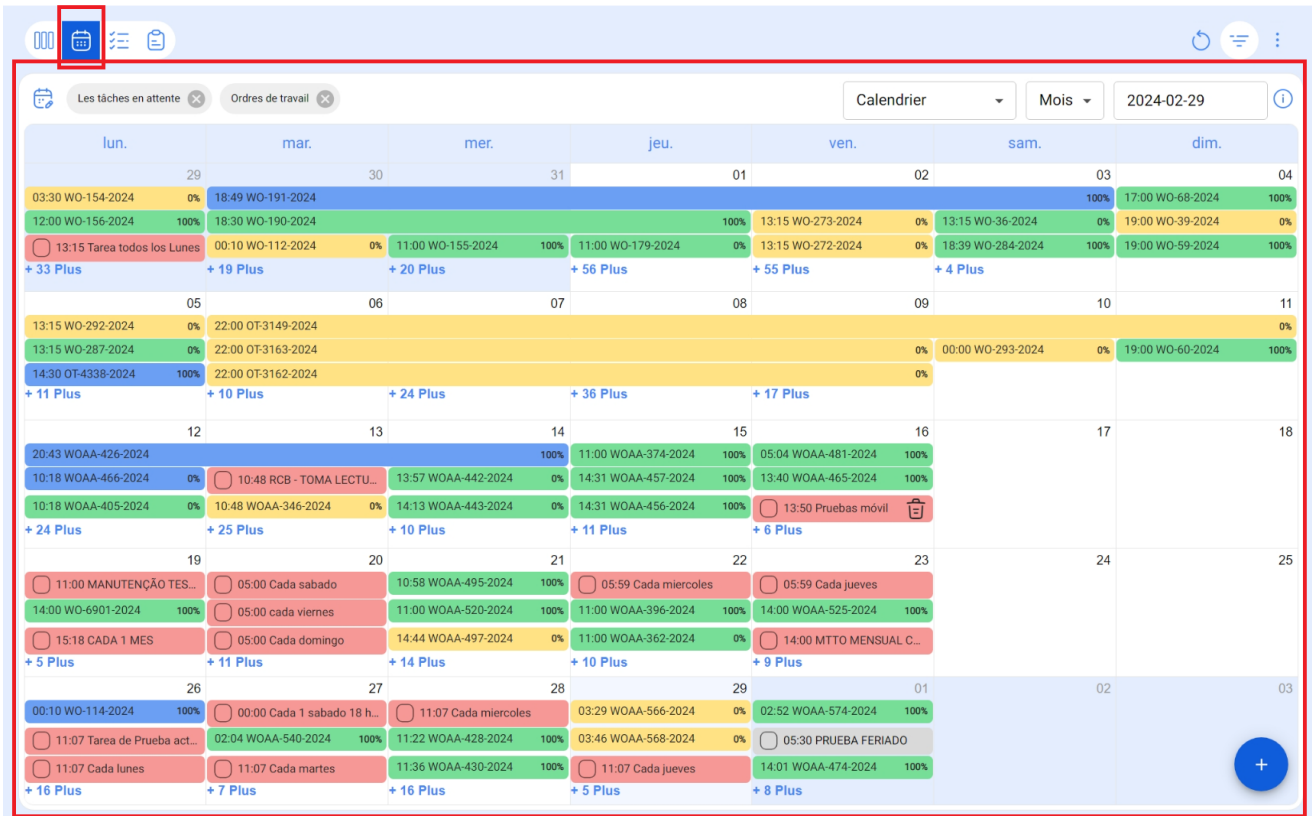 Les tâches en attente Ordres de travail Calendrier Mois 2024-02-29
lun. mar. mer. jeu. ven. sam. dim.
29 30 31 01 02 03 04
03:30 WO-154-2024 0% 18:49 WO-191-2024 100% 17:00 WO-68-2024 100%
12:00 WO-156-2024 100% 18:30 WO-190-2024 100% 13:15 WO-273-2024 0% 13:15 WO-36-2024 0% 19:00 WO-39-2024 0%
13:15 Tarea todos los Lunes 00:10 WO-112-2024 0% 11:00 WO-155-2024 100% 11:00 WO-179-2024 0% 13:15 WO-272-2024 0% 18:39 WO-284-2024 100% 19:00 WO-59-2024 100%
+ 33 Plus + 19 Plus + 20 Plus + 56 Plus + 55 Plus + 4 Plus
05 06 07 08 09 10 11
13:15 WO-292-2024 0% 22:00 OT-3149-2024 0%
13:15 WO-287-2024 0% 22:00 OT-3163-2024 0% 00:00 WO-293-2024 0% 19:00 WO-60-2024 100%
14:30 OT-4338-2024 100% 22:00 OT-3162-2024 0%
+ 11 Plus + 10 Plus + 24 Plus + 36 Plus + 17 Plus
12 13 14 15 16 17 18
20:43 WOAA-426-2024 100% 11:00 WOAA-374-2024 100% 05:04 WOAA-481-2024 100%
10:18 WOAA-466-2024 0% 10:48 RCB - TOMA LECTU... 13:57 WOAA-442-2024 0% 14:31 WOAA-457-2024 100% 13:40 WOAA-465-2024 100%
10:18 WOAA-405-2024 0% 10:48 WOAA-346-2024 0% 14:13 WOAA-443-2024 0% 14:31 WOAA-456-2024 100% 13:50 Pruebas móvil
+ 24 Plus + 25 Plus + 10 Plus + 11 Plus + 6 Plus
19 20 21 22 23 24 25
11:00 MANUTENÇÃO TES... 05:00 Cada sabado 10:58 WOAA-495-2024 100% 05:59 Cada miercoles 05:59 Cada jueves
14:00 WO-6901-2024 100% 05:00 cada viernes 11:00 WOAA-520-2024 100% 11:00 WOAA-396-2024 100% 14:00 WOAA-525-2024 100%
15:18 CADA 1 MES 05:00 Cada domingo 14:44 WOAA-497-2024 0% 11:00 WOAA-362-2024 0% 14:00 MTTO MENSUAL C...
+ 5 Plus + 11 Plus + 14 Plus + 10 Plus + 9 Plus
26 27 28 29 01 02 03
00:10 WO-114-2024 100% 00:00 Cada 1 sabado 18 h... 11:07 Cada miercoles 03:29 WOAA-566-2024 0% 02:52 WOAA-574-2024 100%
11:07 Tarea de Prueba act... 02:04 WOAA-540-2024 100% 11:22 WOAA-428-2024 100% 03:46 WOAA-568-2024 0% 05:30 PRUEBA FERIADO
11:07 Cada lunes 11:07 Cada martes 11:36 WOAA-430-2024 100% 11:07 Cada jueves 14:01 WOAA-474-2024 100%
+ 16 Plus + 7 Plus + 16 Plus + 5 Plus + 8 Plus